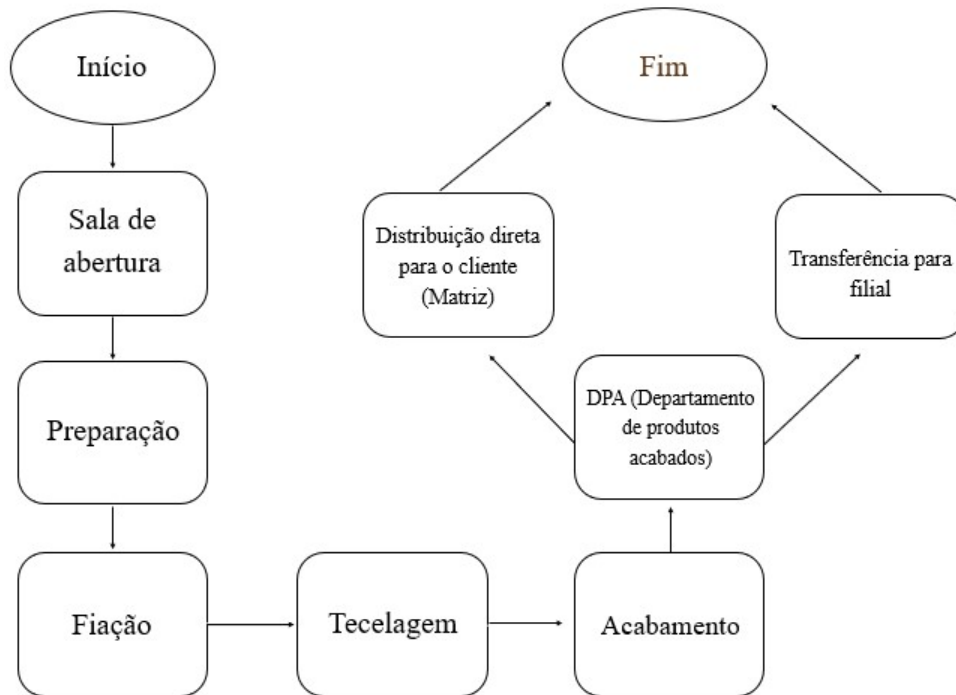 Início
Sala de
abertura
Preparação
Fiação
Tecelagem
Acabamento
DPA (Departamento
de produtos
acabados)
Distribuição direta
para o cliente
(Matriz)
Transferência para
filial
Fim